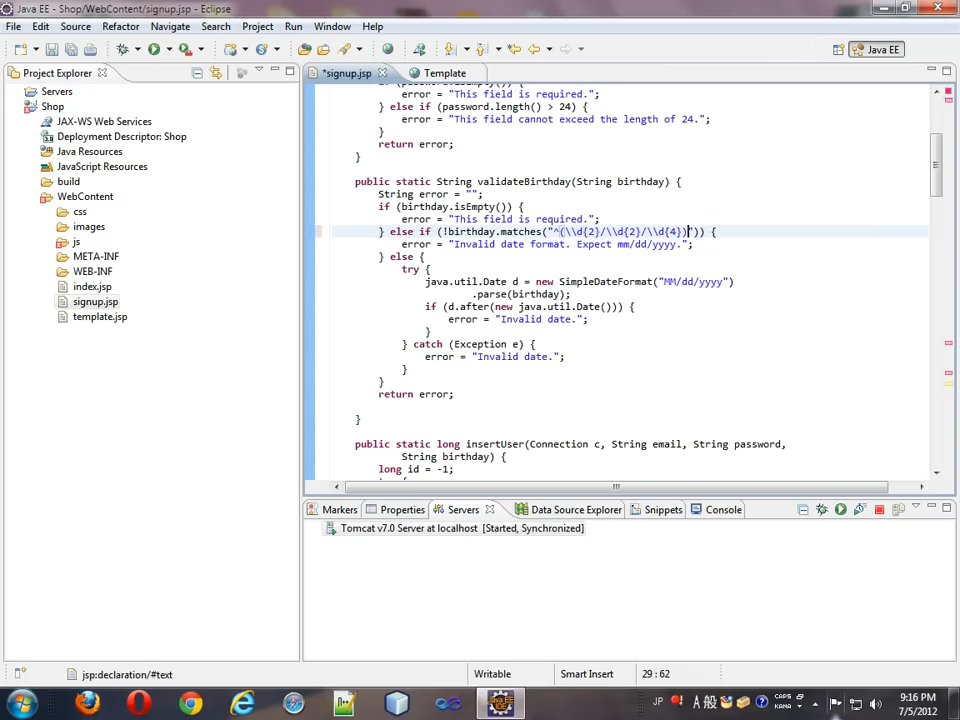 Java EE - Shop/WebContent/signup.jsp - Eclipse
File Edit Source Refactor Navigate Search Project Run Window Help
Java EE
Project Explorer
*signup.jsp
Template
Servers
Shop
JAX-WS Web Services
Deployment Descriptor: Shop
Java Resources
JavaScript Resources
build
WebContent
css
images
js
META-INF
WEB-INF
index.jsp
signup.jsp
template.jsp
error = "This field is required.";
} else if (password.length() > 24) {
error = "This field cannot exceed the length of 24.";
}
return error;
}
public static String validateBirthday(String birthday) {
String error = "";
if (birthday.isEmpty()) {
error = "This field is required.";
} else if (!birthday.matches("^(\\d{2}/\\d{2}/\\d{4})")) {
error = "Invalid date format. Expect mm/dd/yyyy.";
} else {
try {
java.util.Date d = new SimpleDateFormat("MM/dd/yyyy")
.parse(birthday);
if (d.after(new java.util.Date())) {
error = "Invalid date.";
}
} catch (Exception e) {
error = "Invalid date.";
}
}
return error;
}
public static long insertUser(Connection c, String email, String password,
String birthday) {
long id = -1;
Markers Properties Servers Data Source Explorer Snippets Console
Tomcat v7.0 Server at localhost [Started, Synchronized]
jsp:declaration/#text
Writable
Smart Insert
29 : 62
JP
A 般
CAPS
KANA
9:16 PM
7/5/2012